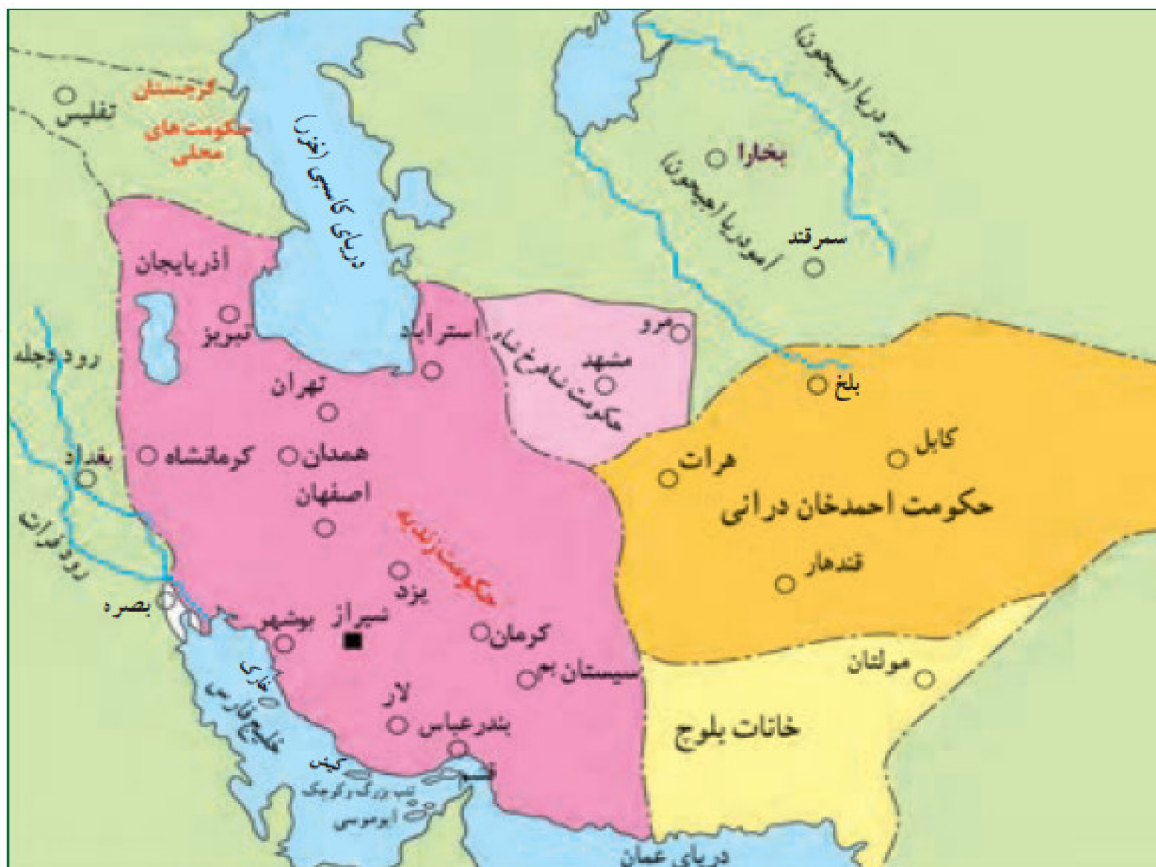 سیر دریا (سیحون)
گرجستان
تفلیس
حکومت‌های
محلی
دریای کاسپی (خزر)
بخارا
آمودریا (جیحون)
سمرقند
آذربایجان
تبریز
استرآباد
مرو
مشهد
حکومت شاهرخ شاه
رود دجله
تهران
بلخ
کابل
همدان
کرمانشاه
بغداد
هرات
اصفهان
حکومت احمدخان درانی
رود فرات
حکومت زندیه
قندهار
یزد
بصره
شیراز
بوشهر
کرمان
سیستان
بم
مولتان
خارک
خلیج فارس
لار
خانات بلوچ
بندرعباس
کیش
قشم
تنب بزرگ و کوچک
ابوموسی
دریای عمان